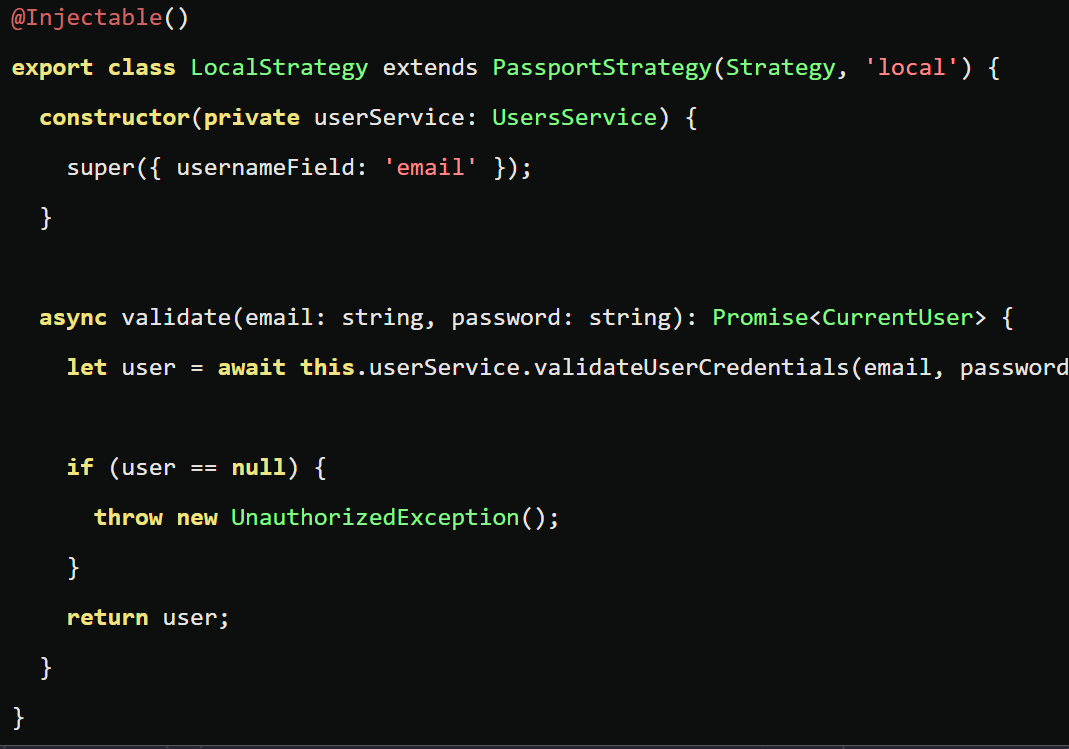 @Injectable()
export class LocalStrategy extends PassportStrategy(Strategy, 'local') {
  constructor(private userService: UsersService) {
    super({ usernameField: 'email' });
  }

  async validate(email: string, password: string): Promise<CurrentUser> {
    let user = await this.userService.validateUserCredentials(email, password

    if (user == null) {
      throw new UnauthorizedException();
    }
    return user;
  }
}